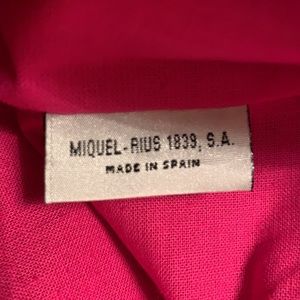 MIQUEL-RIUS 1839, S.A.
MADE IN SPAIN